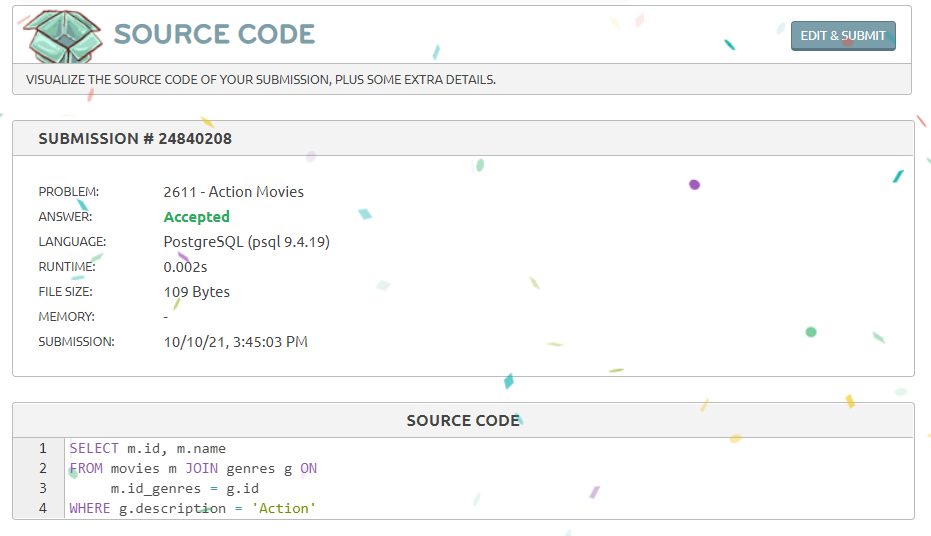 SOURCE CODE
EDIT & SUBMIT
VISUALIZE THE SOURCE CODE OF YOUR SUBMISSION, PLUS SOME EXTRA DETAILS.
SUBMISSION # 24840208
PROBLEM: 2611 - Action Movies
ANSWER: Accepted
LANGUAGE: PostgreSQL (psql 9.4.19)
RUNTIME: 0.002s
FILE SIZE: 109 Bytes
MEMORY: -
SUBMISSION: 10/10/21, 3:45:03 PM
SOURCE CODE
1 SELECT m.id, m.name
2 FROM movies m JOIN genres g ON
3 m.id_genres = g.id
4 WHERE g.description = 'Action'